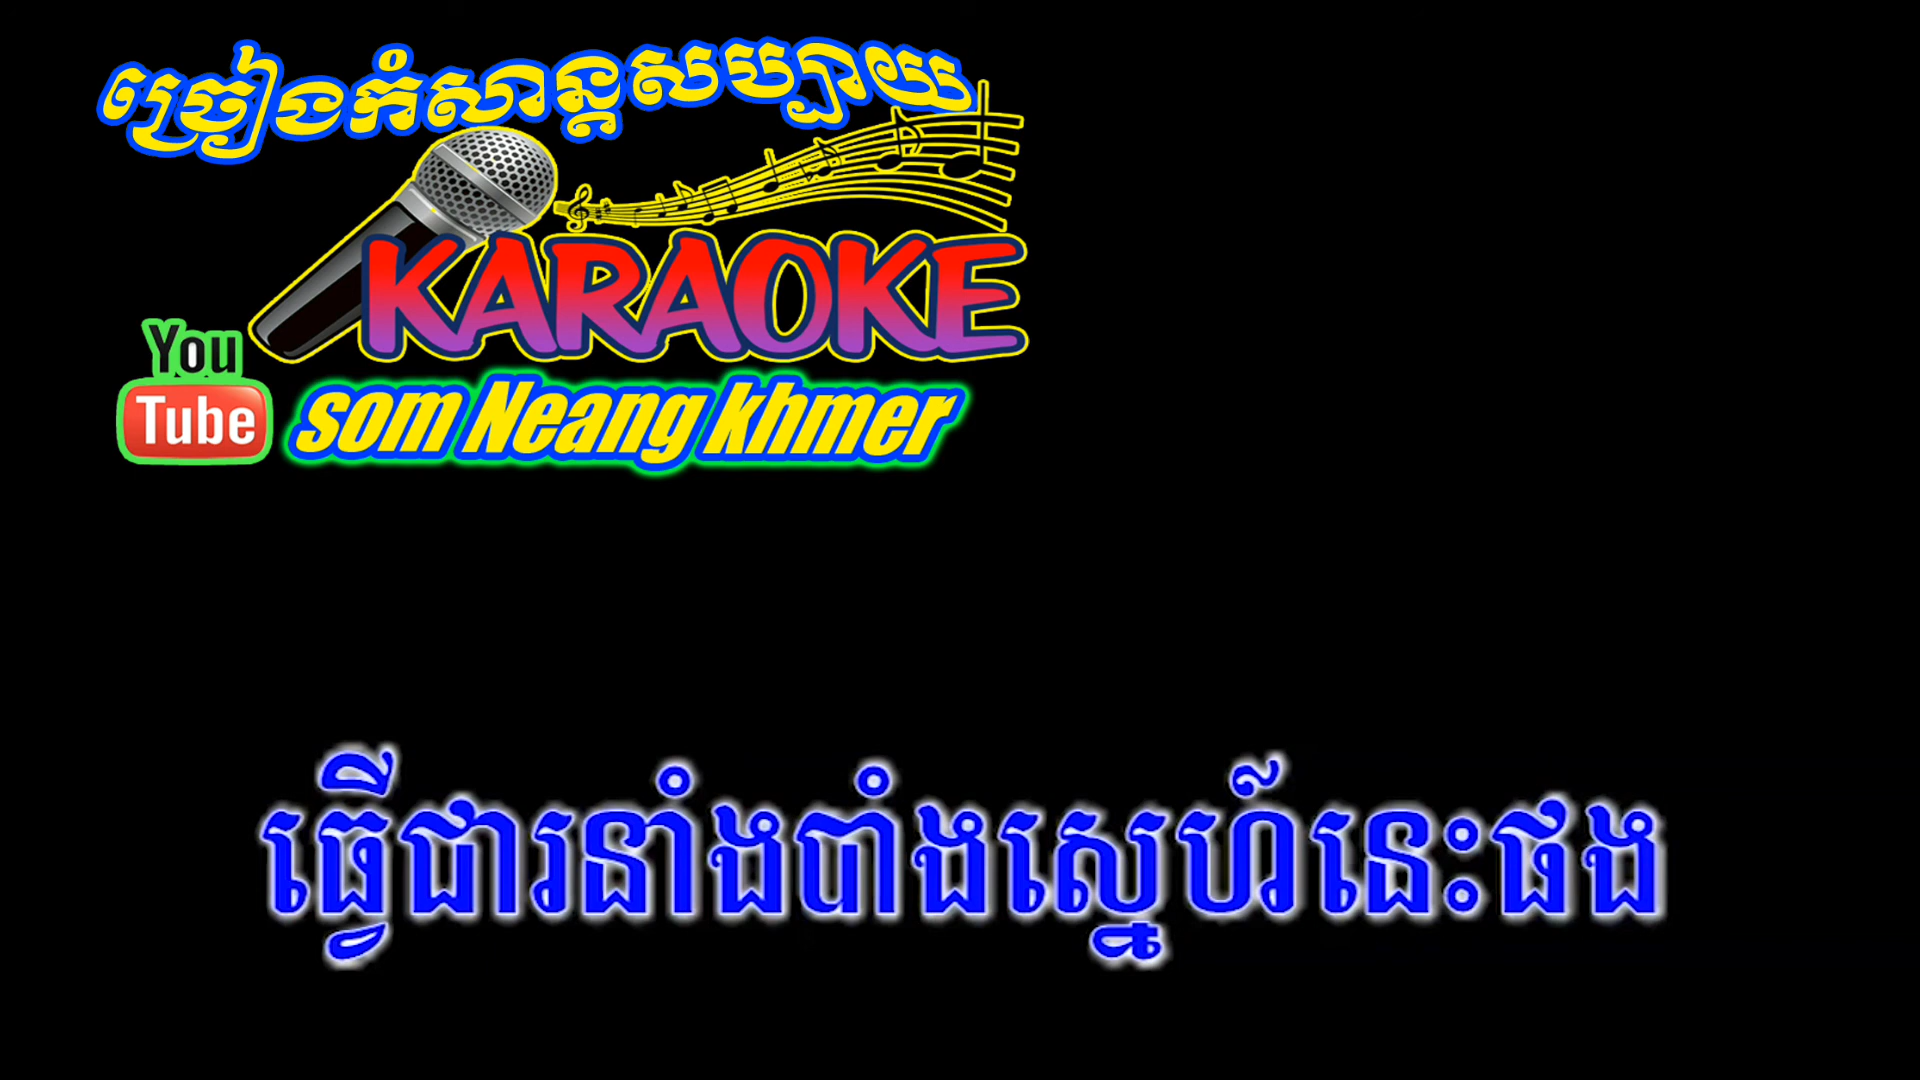 ច្រៀងកំសាន្តសប្បាយ
KARAOKE
You
Tube som Neang khmer
ធ្វើជារនាំងបាំងស្នេហ៍នេះផង